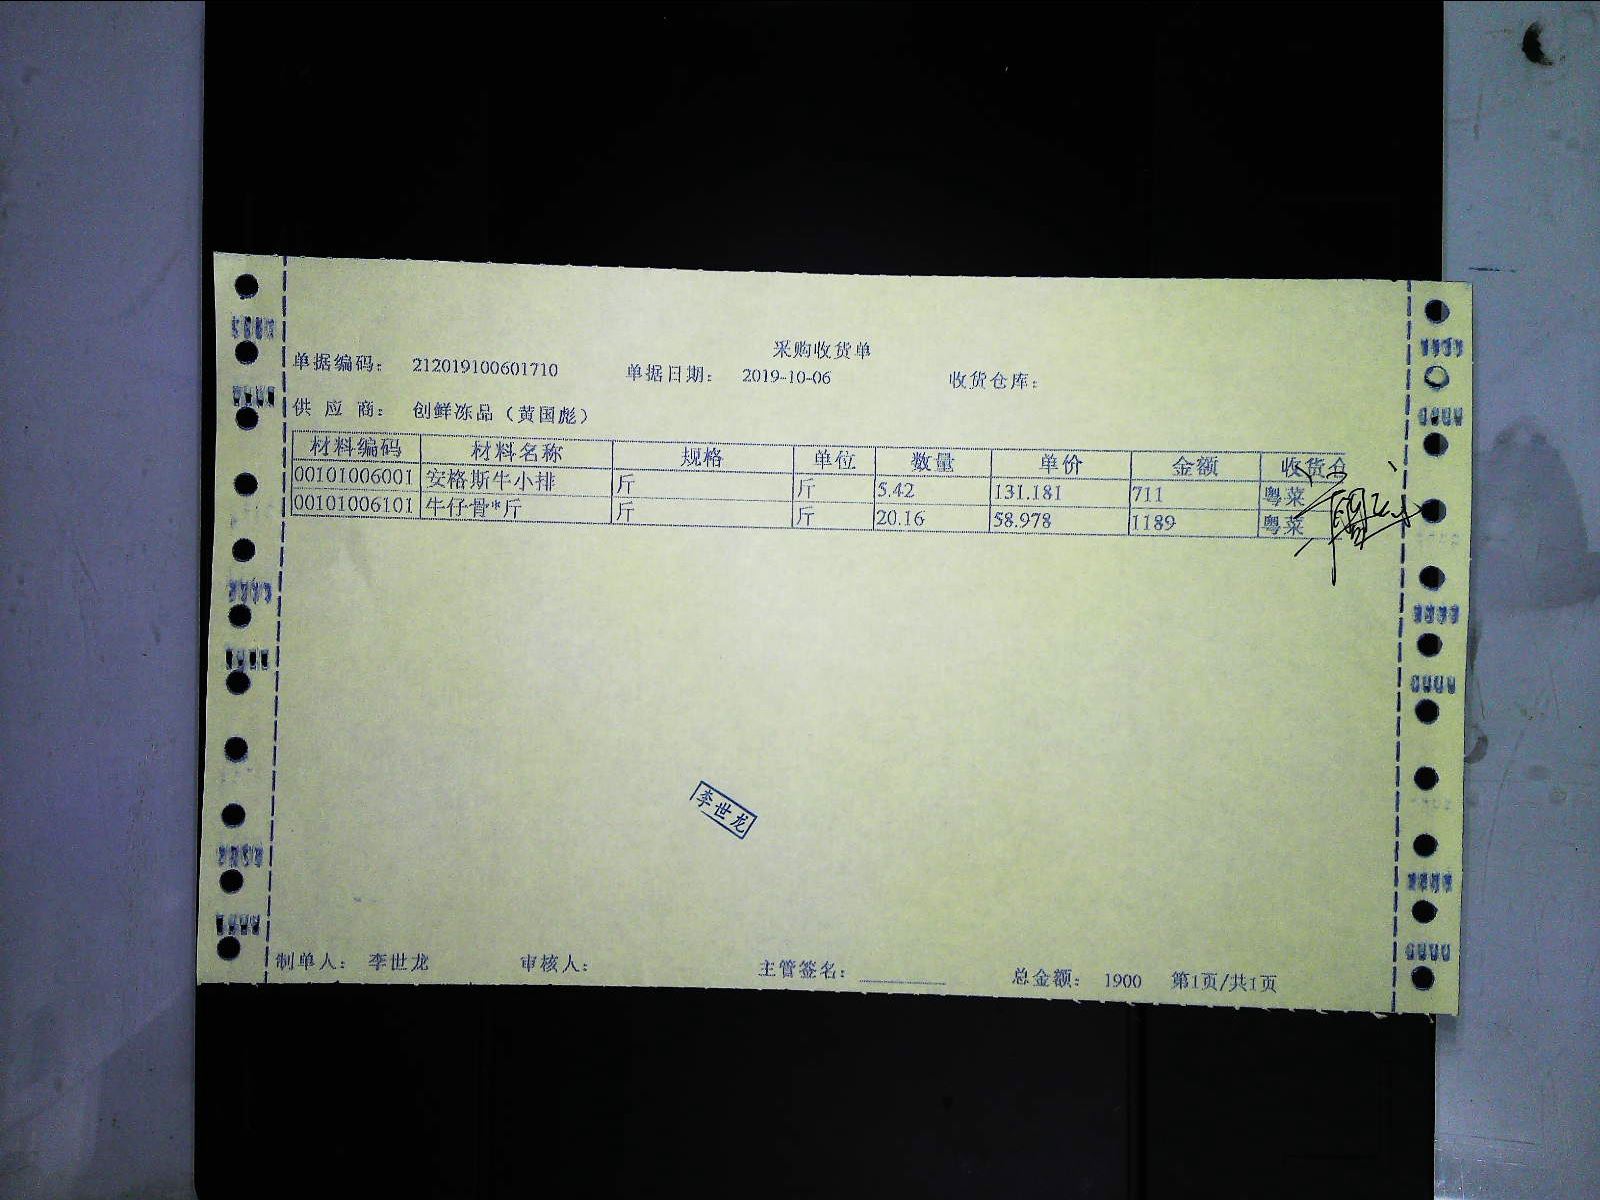 采购收货单
单据编码： 212019100601710 单据日期： 2019-10-06 收货仓库：
供 应 商： 创鲜冻品（黄国彪）
材料编码 材料名称 规格 单位 数量 单价 金额 收货仓
00101006001 安格斯牛小排 斤 斤 5.42 131.181 711 粤菜
00101006101 牛仔骨*斤 斤 斤 20.16 58.978 1189 粤菜
李世龙
制单人： 李世龙 审核人： 主管签名： 总金额： 1900 第1页/共1页